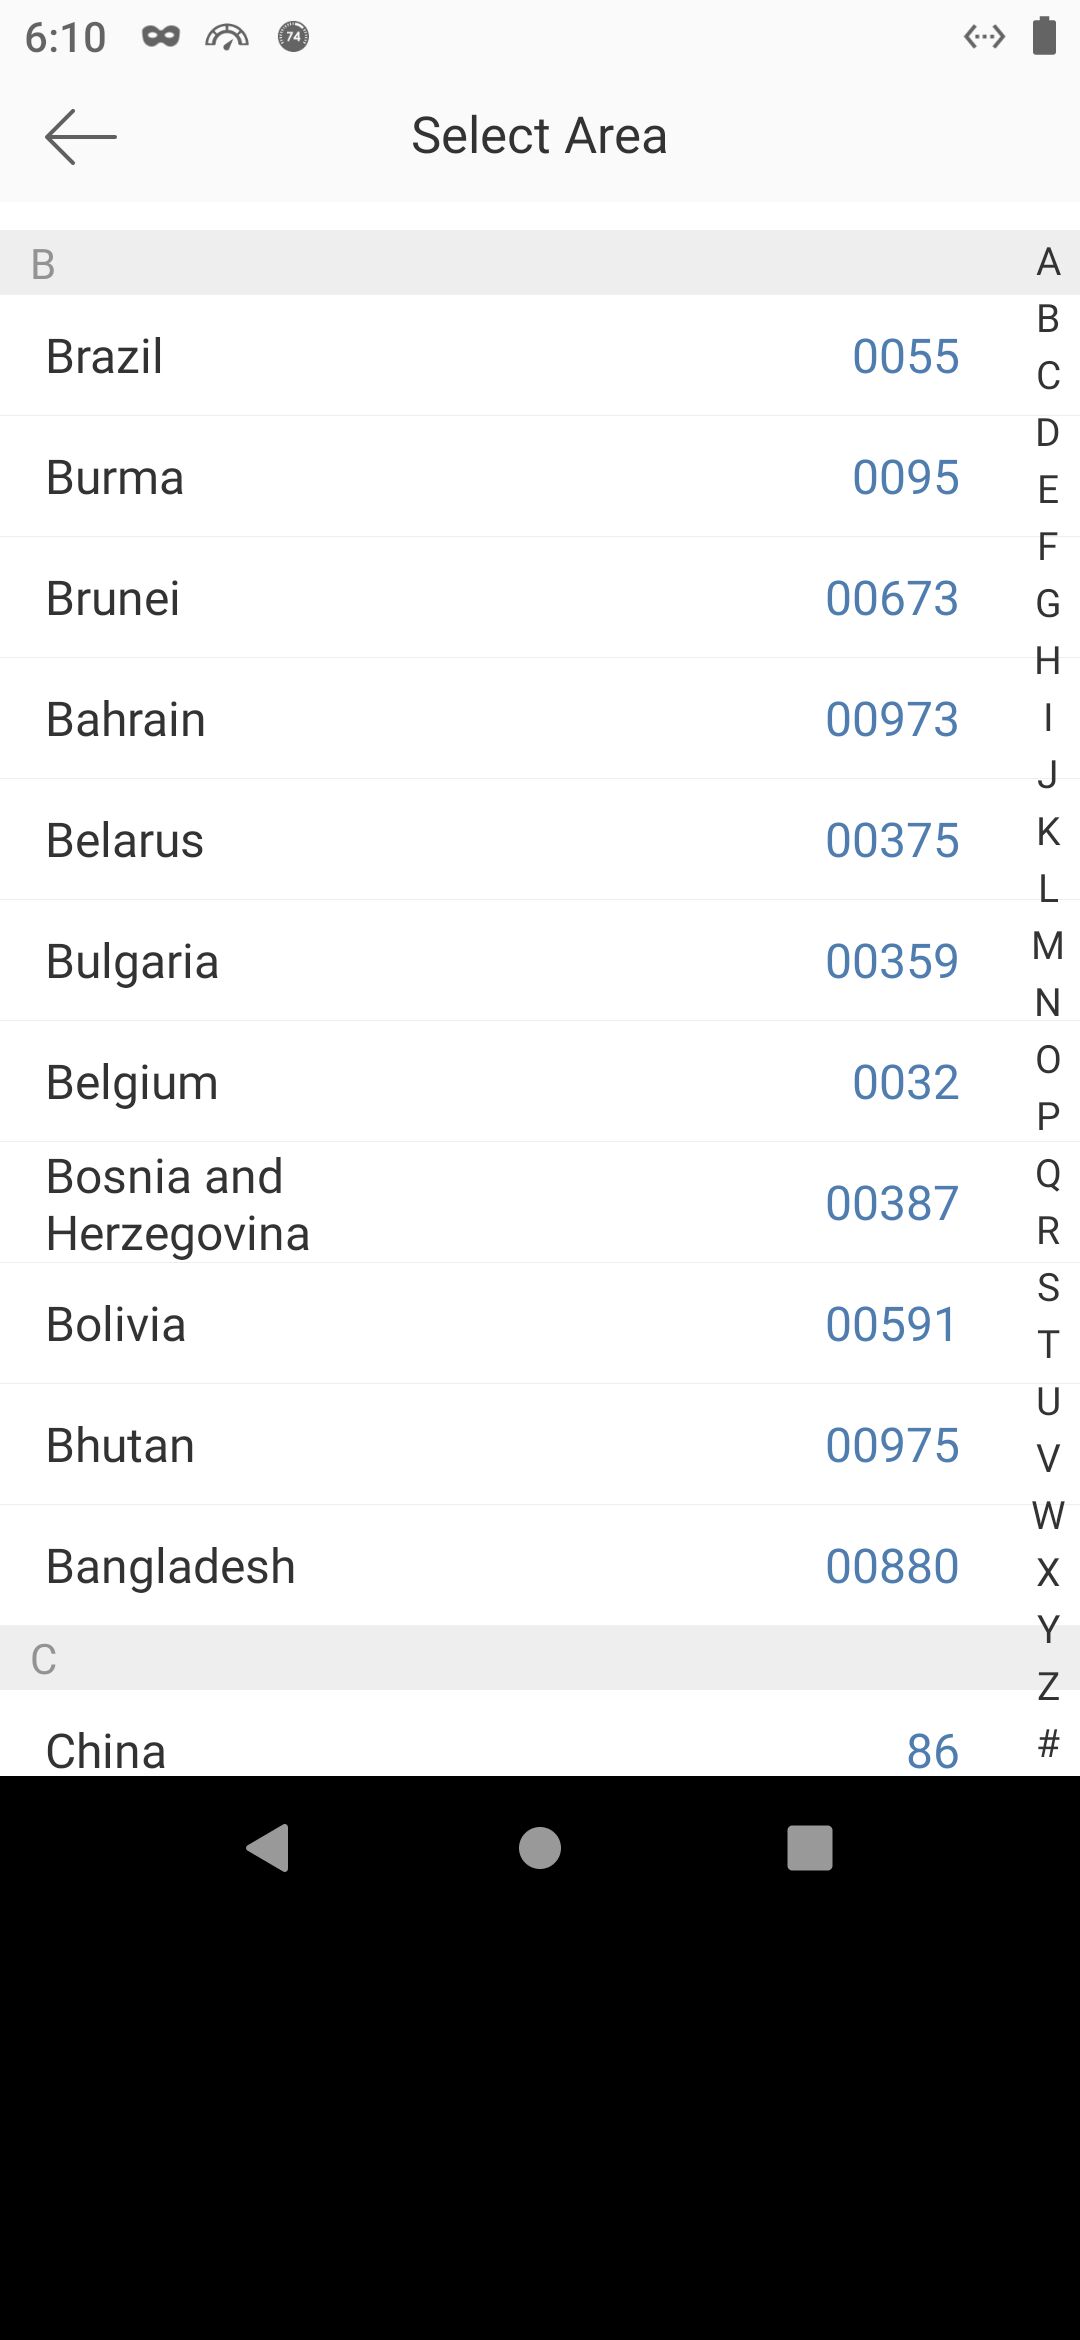 6:10 74
Select Area
B
Brazil 0055
Burma 0095
Brunei 00673
Bahrain 00973
Belarus 00375
Bulgaria 00359
Belgium 0032
Bosnia and
Herzegovina 00387
Bolivia 00591
Bhutan 00975
Bangladesh 00880
C
China 86
A
B
C
D
E
F
G
H
I
J
K
L
M
N
O
P
Q
R
S
T
U
V
W
X
Y
Z
#